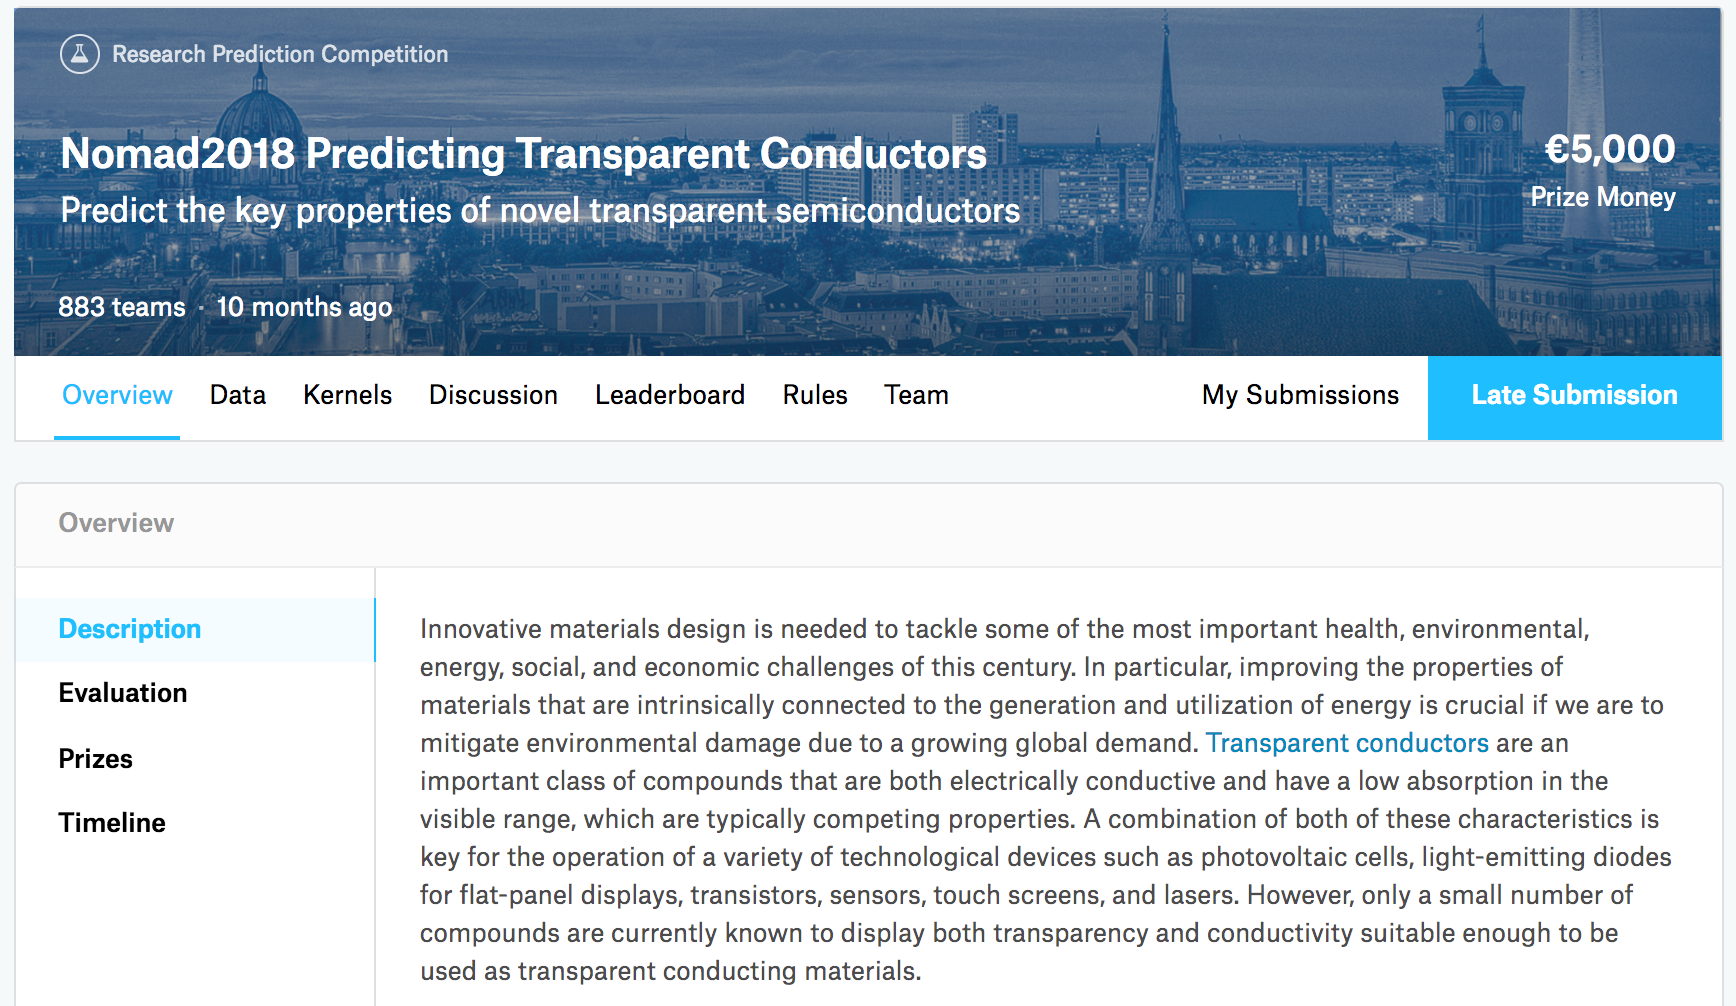 Research Prediction Competition
Nomad2018 Predicting Transparent Conductors
Predict the key properties of novel transparent semiconductors
€5,000
Prize Money
883 teams · 10 months ago
Overview Data Kernels Discussion Leaderboard Rules Team My Submissions Late Submission
Overview
Description
Evaluation
Prizes
Timeline
Innovative materials design is needed to tackle some of the most important health, environmental,
energy, social, and economic challenges of this century. In particular, improving the properties of
materials that are intrinsically connected to the generation and utilization of energy is crucial if we are to
mitigate environmental damage due to a growing global demand. Transparent conductors are an
important class of compounds that are both electrically conductive and have a low absorption in the
visible range, which are typically competing properties. A combination of both of these characteristics is
key for the operation of a variety of technological devices such as photovoltaic cells, light-emitting diodes
for flat-panel displays, transistors, sensors, touch screens, and lasers. However, only a small number of
compounds are currently known to display both transparency and conductivity suitable enough to be
used as transparent conducting materials.